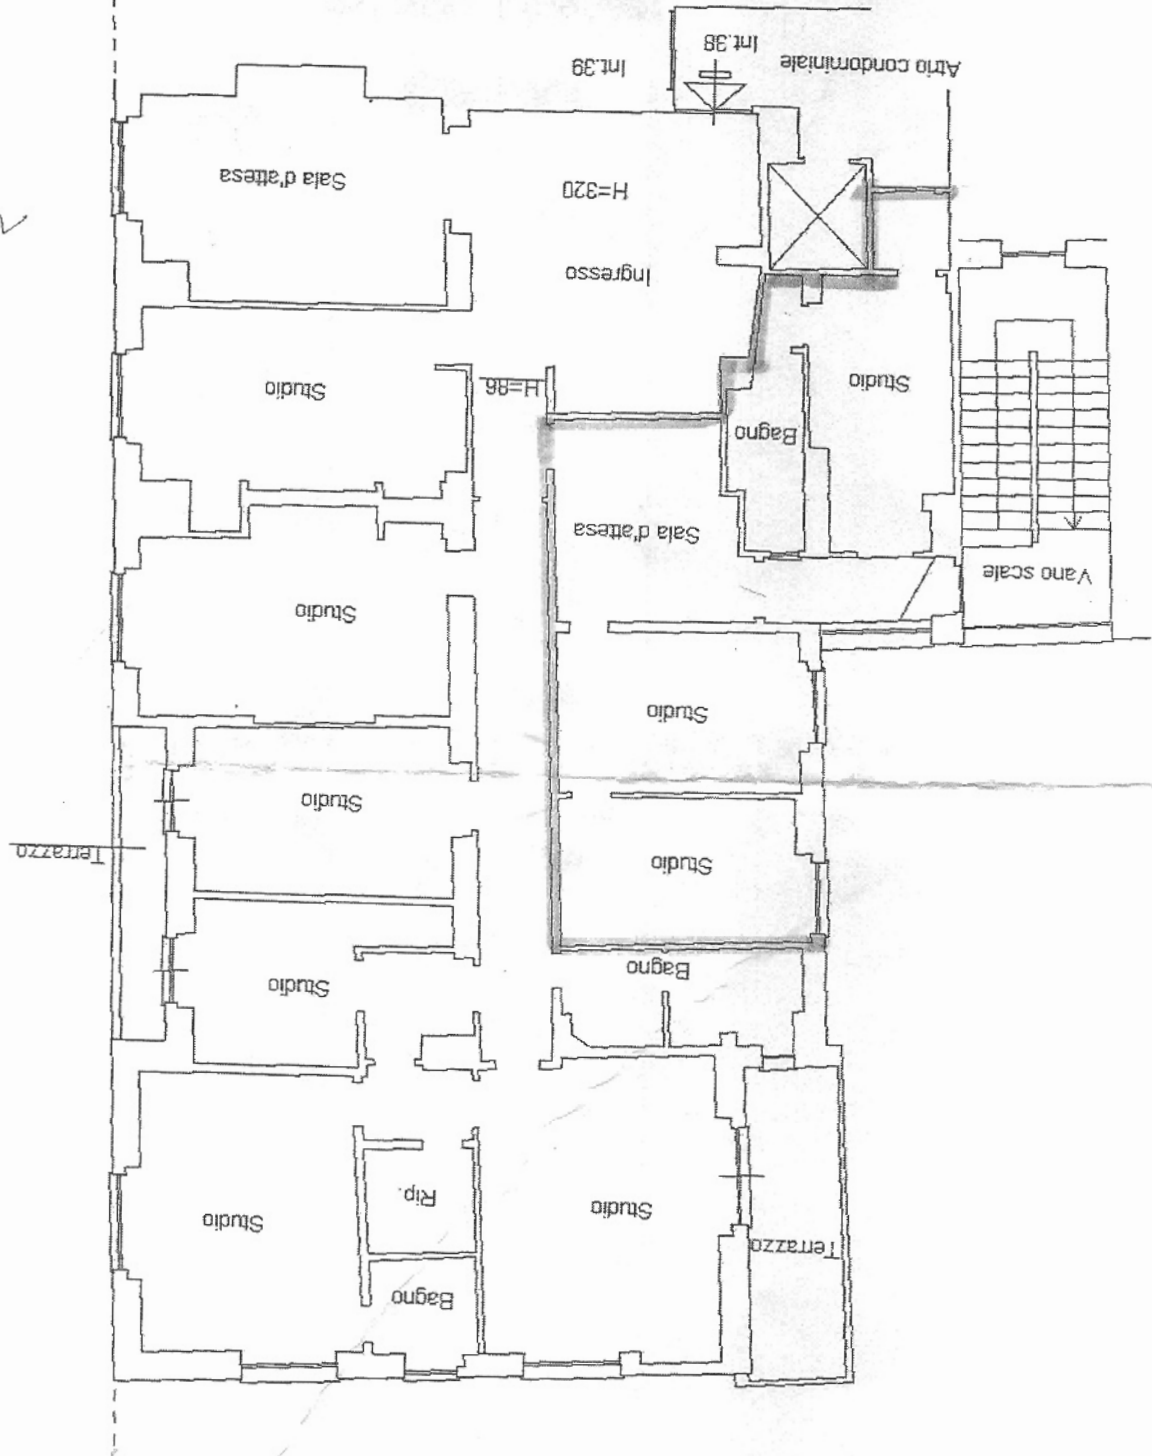 Atrio condominiale
Int.38
Int.39
Sala d'attesa
H=320
Ingresso
Studio
Studio
H=86
Bagno
Sala d'attesa
Vano scale
Studio
Studio
Studio
Terrazzo
Studio
Bagno
Studio
Rip.
Studio
Studio
Terrazzo
Bagno